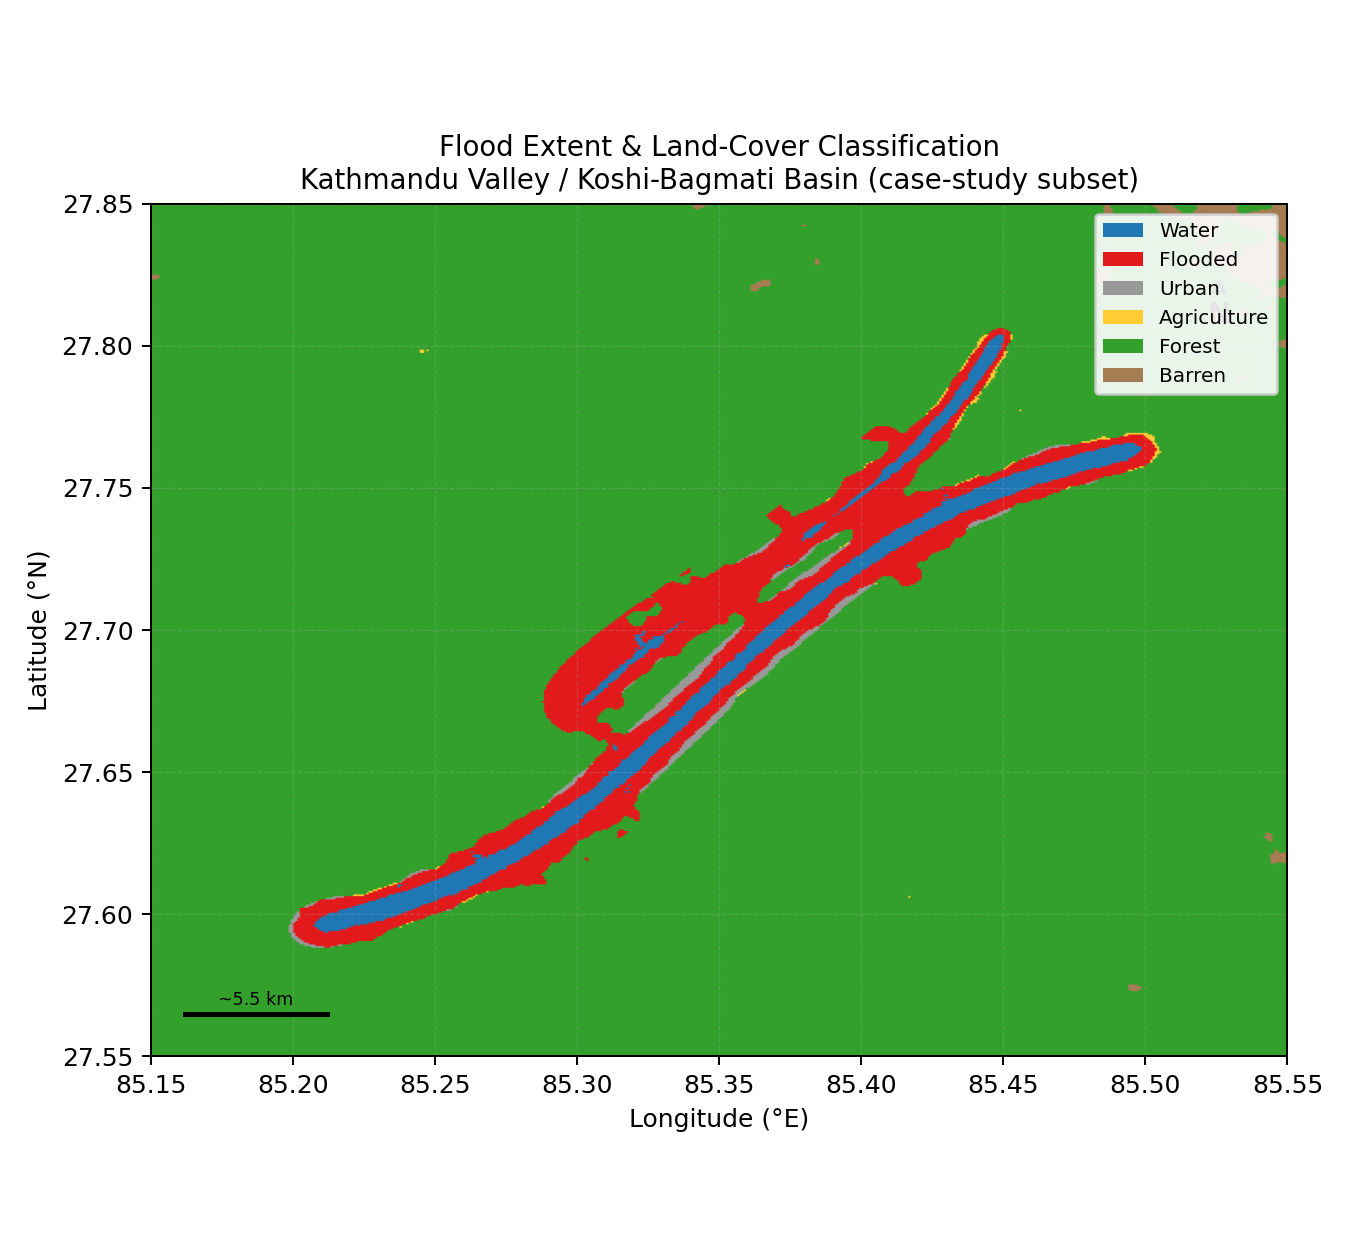 Flood Extent & Land-Cover Classification
Kathmandu Valley / Koshi-Bagmati Basin (case-study subset)
27.85
27.80
27.75
27.70
27.65
27.60
27.55
Latitude (°N)
Water
Flooded
Urban
Agriculture
Forest
Barren
N
~5.5 km
85.15 85.20 85.25 85.30 85.35 85.40 85.45 85.50 85.55
Longitude (°E)